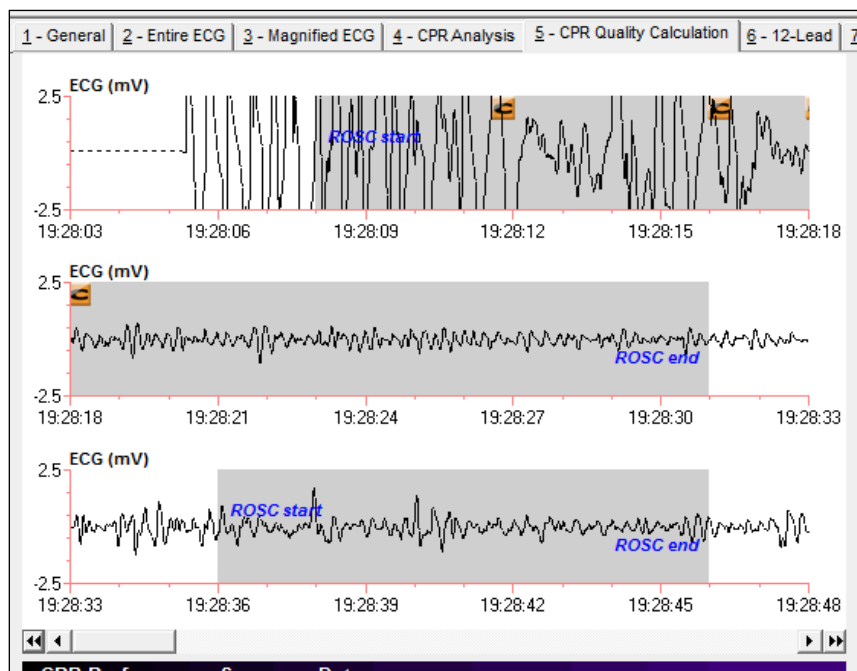 1 - General 2 - Entire ECG 3 - Magnified ECG 4 - CPR Analysis 5 - CPR Quality Calculation 6 - 12-Lead 7
ECG (mV)
2.5
ROSC start
-2.5
19:28:03 19:28:06 19:28:09 19:28:12 19:28:15 19:28:18
ECG (mV)
2.5
ROSC end
-2.5
19:28:18 19:28:21 19:28:24 19:28:27 19:28:30 19:28:33
ECG (mV)
2.5
ROSC start
ROSC end
-2.5
19:28:33 19:28:36 19:28:39 19:28:42 19:28:45 19:28:48